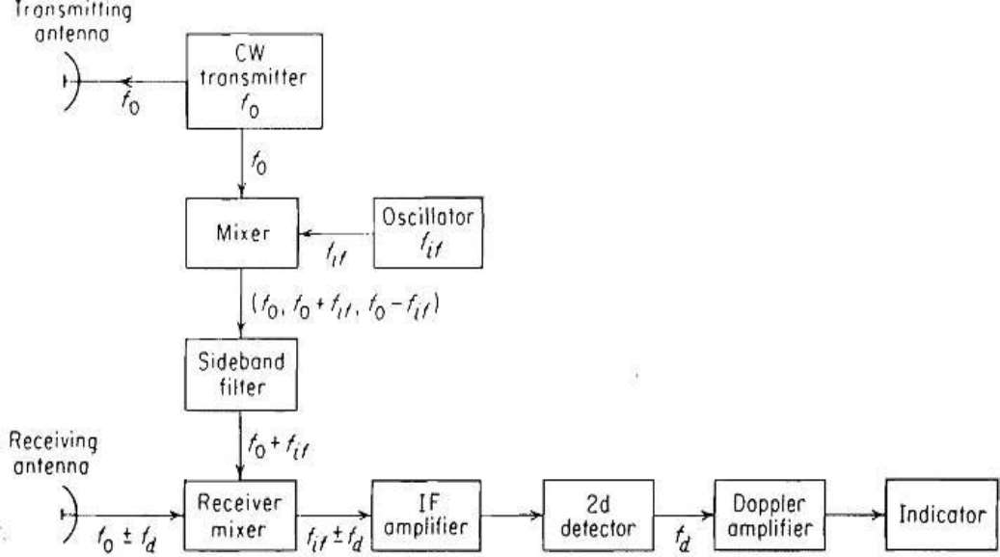 Transmitting
antenna
CW
transmitter
f0
f0
f0
Mixer
Oscillator
fif
fif
(f0, f0 + fif, f0 − fif)
Sideband
filter
f0 + fif
Receiving
antenna
Receiver
mixer
IF
amplifier
2d
detector
Doppler
amplifier
Indicator
f0 ± fd
fif ± fd
fd